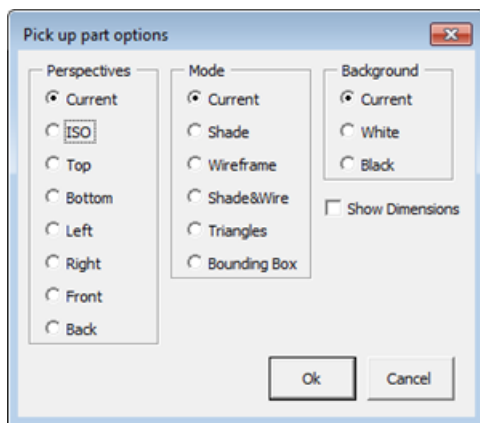 Pick up part options
Perspectives
Current
ISO
Top
Bottom
Left
Right
Front
Back
Mode
Current
Shade
Wireframe
Shade&Wire
Triangles
Bounding Box
Background
Current
White
Black
Show Dimensions
Ok
Cancel